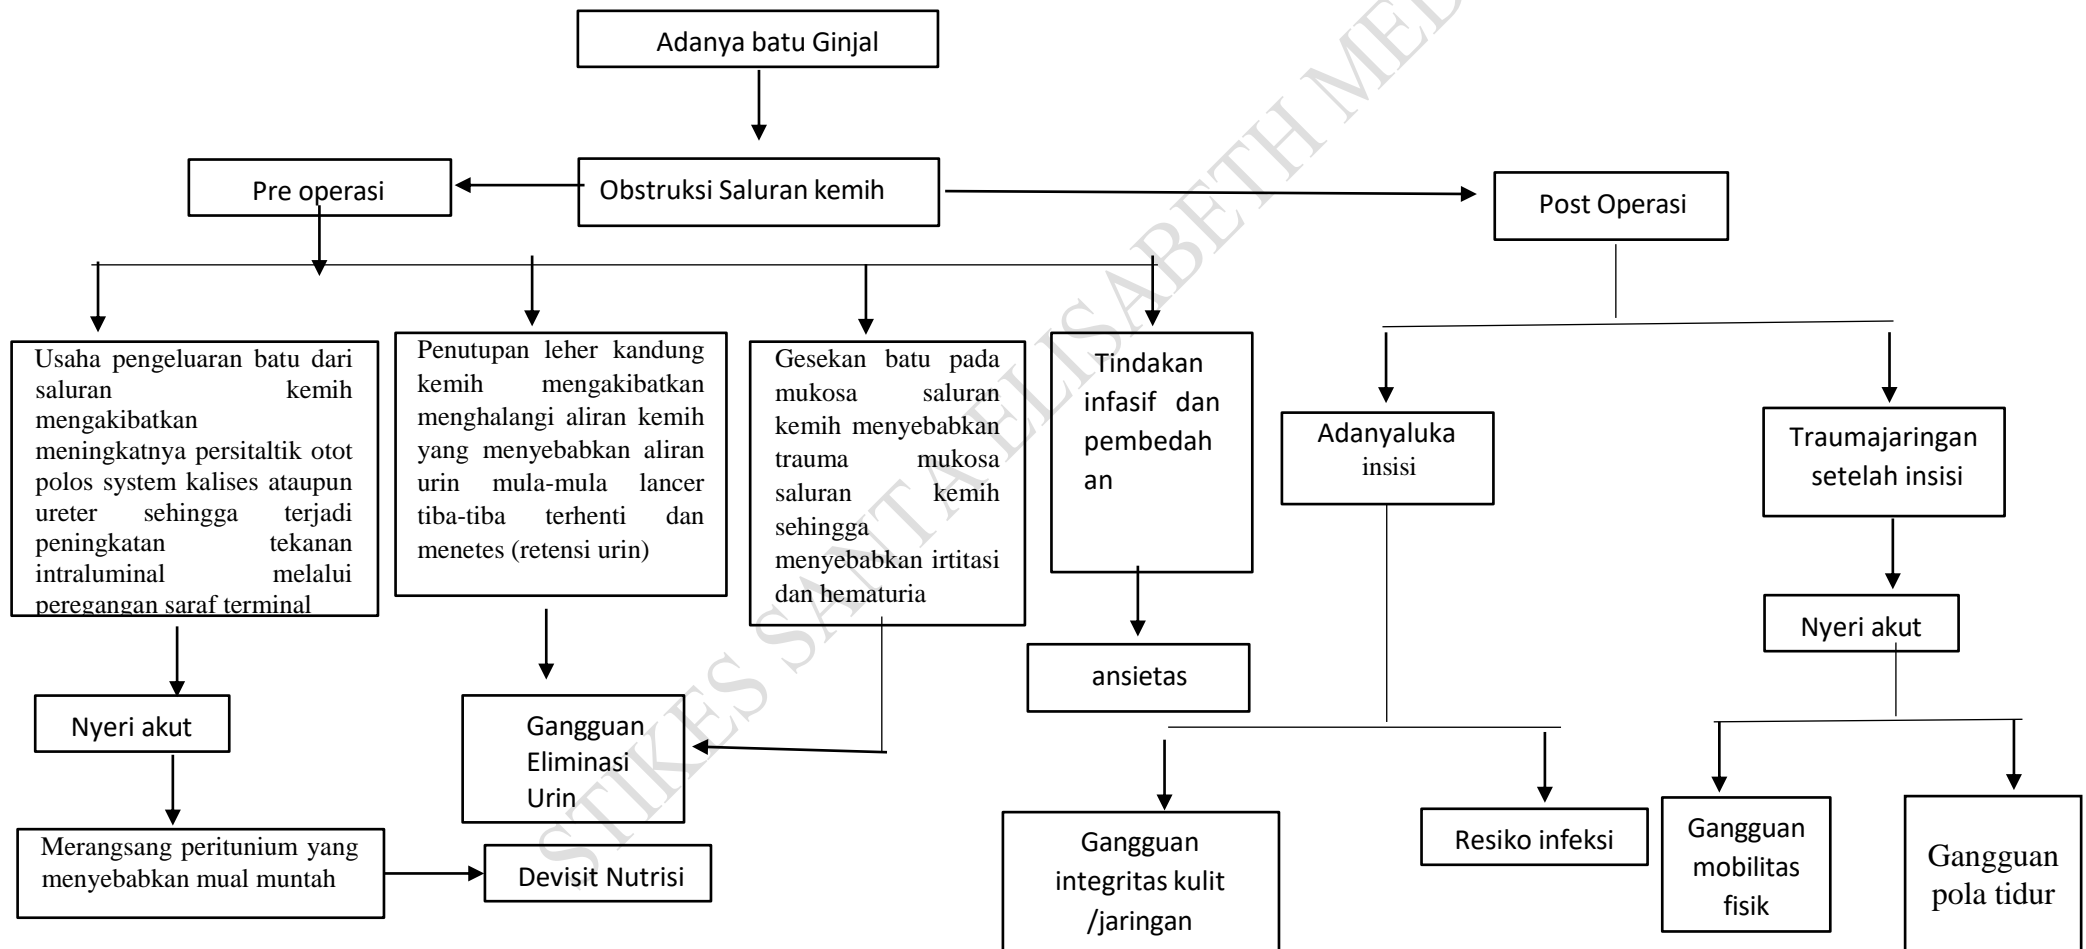 Adanya batu Ginjal
Pre operasi
Obstruksi Saluran kemih
Post Operasi
Usaha pengeluaran batu dari
saluran kemih
mengakibatkan
meningkatnya persitaltik otot
polos system kalises ataupun
ureter sehingga terjadi
peningkatan tekanan
intraluminal melalui
peregangan saraf terminal
Penutupan leher kandung
kemih mengakibatkan
menghalangi aliran kemih
yang menyebabkan aliran
urin mula-mula lancer
tiba-tiba terhenti dan
menetes (retensi urin)
Gesekan batu pada
mukosa saluran
kemih menyebabkan
trauma mukosa
saluran kemih
sehingga
menyebabkan irtitasi
dan hematuria
Tindakan
infasif dan
pembedah
an
Adanyaluka
insisi
Traumajaringan
setelah insisi
Nyeri akut
ansietas
Nyeri akut
Gangguan
Eliminasi
Urin
Merangsang peritunium yang
menyebabkan mual muntah
Devisit Nutrisi
Gangguan
integritas kulit
/jaringan
Resiko infeksi
Gangguan
mobilitas
fisik
Gangguan
pola tidur
STIKES SANTA ELISABETH MED